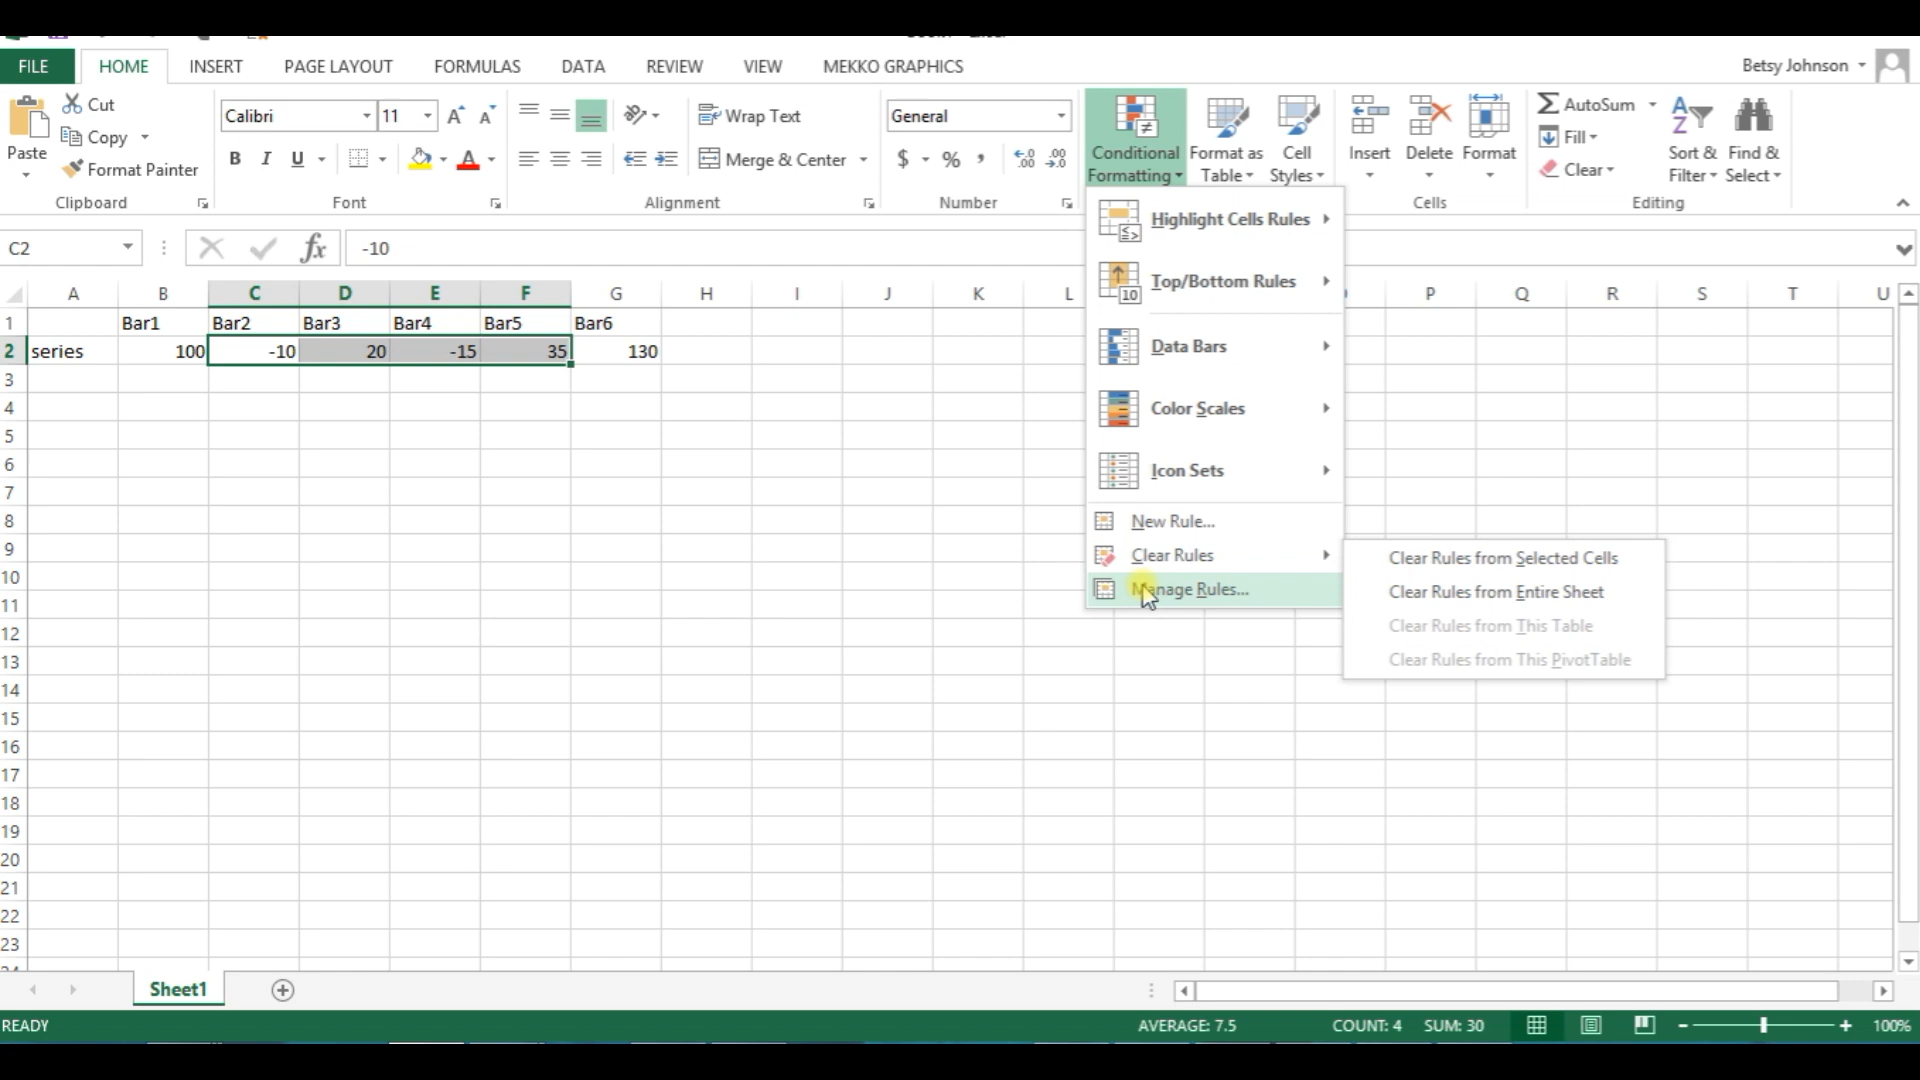 FILE HOME INSERT PAGE LAYOUT FORMULAS DATA REVIEW VIEW MEKKO GRAPHICS Betsy Johnson
Cut
Copy
Format Painter
Paste
Clipboard
Calibri 11
B I U A
Font
Wrap Text
Merge & Center
Alignment
General
$ % ,
Number
Conditional
Formatting
Format as
Table
Cell
Styles
Insert Delete Format
Cells
AutoSum
Fill
Clear
Sort &
Filter
Find &
Select
Editing
C2 fx -10
Highlight Cells Rules
Top/Bottom Rules
Data Bars
Color Scales
Icon Sets
New Rule...
Clear Rules
Manage Rules...
Clear Rules from Selected Cells
Clear Rules from Entire Sheet
Clear Rules from This Table
Clear Rules from This PivotTable
A B C D E F G H I J K L P Q R S T U
1 Bar1 Bar2 Bar3 Bar4 Bar5 Bar6
2 series 100 -10 20 -15 35 130
3
4
5
6
7
8
9
10
11
12
13
14
15
16
17
18
19
20
21
22
23
Sheet1
READY AVERAGE: 7.5 COUNT: 4 SUM: 30 100%